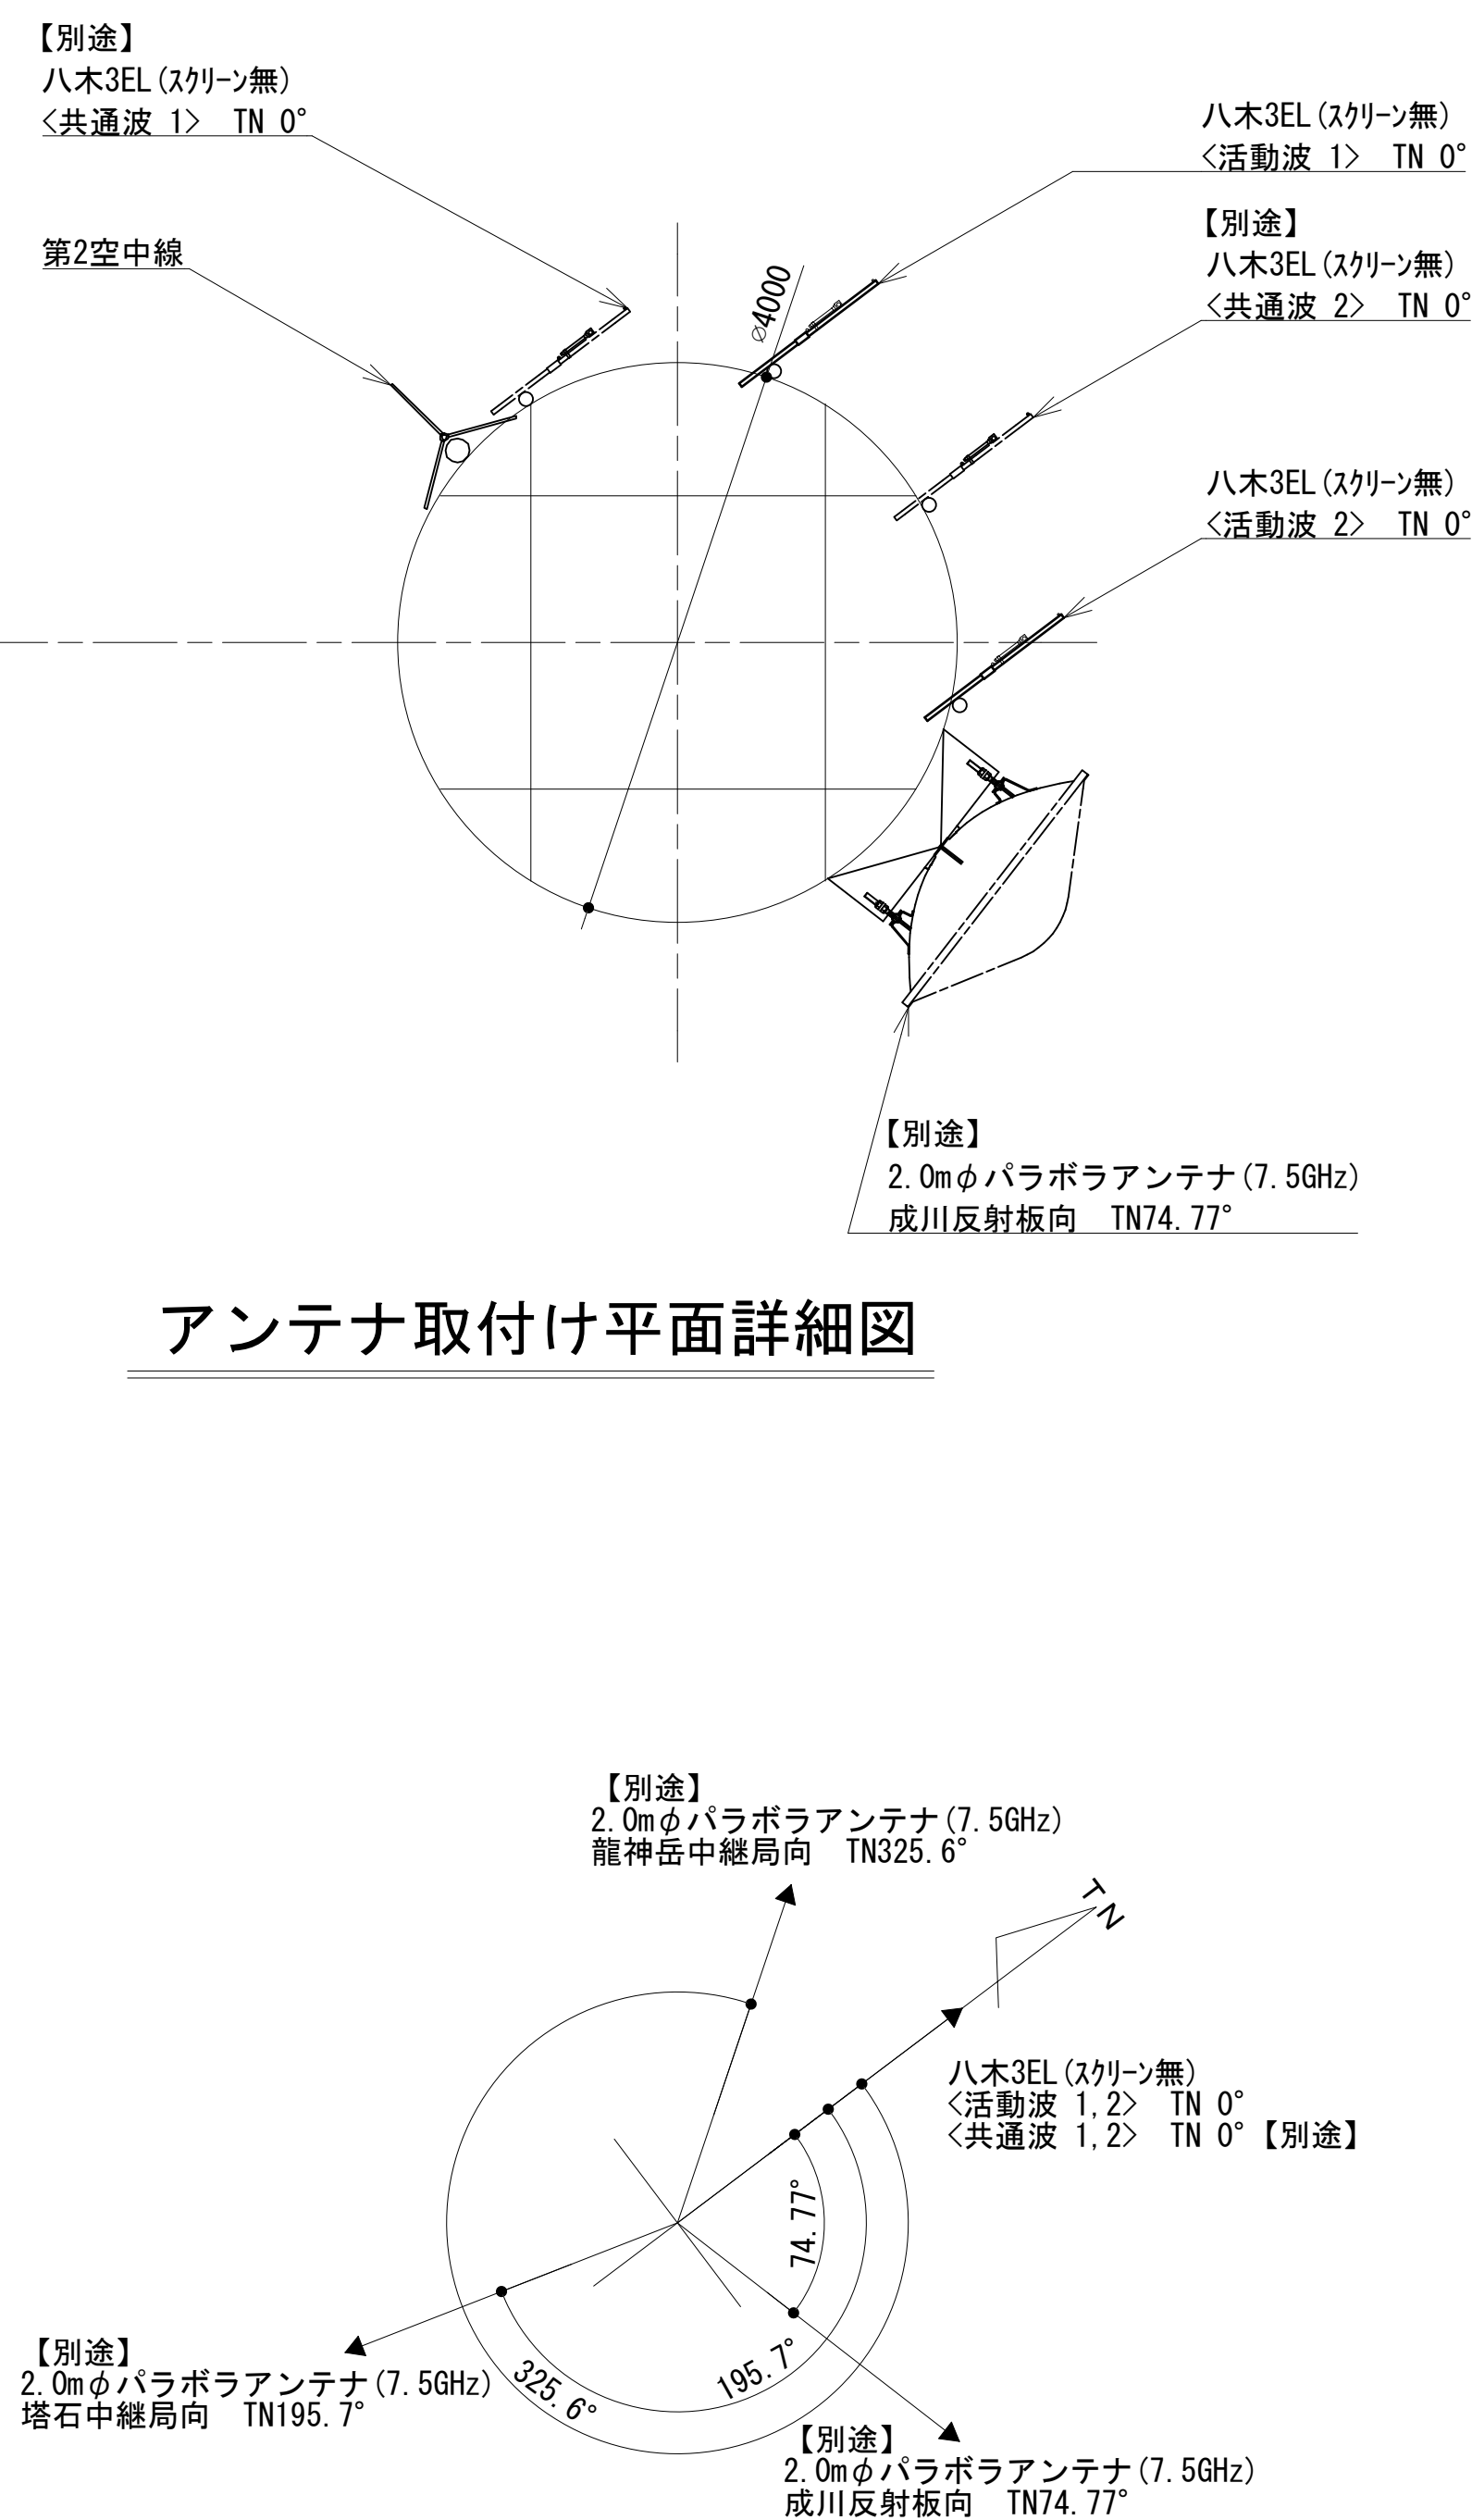 【別途】
八木3EL(ｽｸﾘｰﾝ無)
<共通波 1> TN 0°
八木3EL(ｽｸﾘｰﾝ無)
<活動波 1> TN 0°
【別途】
八木3EL(ｽｸﾘｰﾝ無)
<共通波 2> TN 0°
第2空中線
⌀4000
八木3EL(ｽｸﾘｰﾝ無)
<活動波 2> TN 0°
【別途】
2.0mφパラボラアンテナ(7.5GHz)
成川反射板向 TN74.77°
アンテナ取付け平面詳細図
【別途】
2.0mφパラボラアンテナ(7.5GHz)
龍神岳中継局向 TN325.6°
TN
八木3EL(ｽｸﾘｰﾝ無)
<活動波 1,2> TN 0°
<共通波 1,2> TN 0°【別途】
74.77°
195.7°
325.6°
【別途】
2.0mφパラボラアンテナ(7.5GHz)
塔石中継局向 TN195.7°
【別途】
2.0mφパラボラアンテナ(7.5GHz)
成川反射板向 TN74.77°